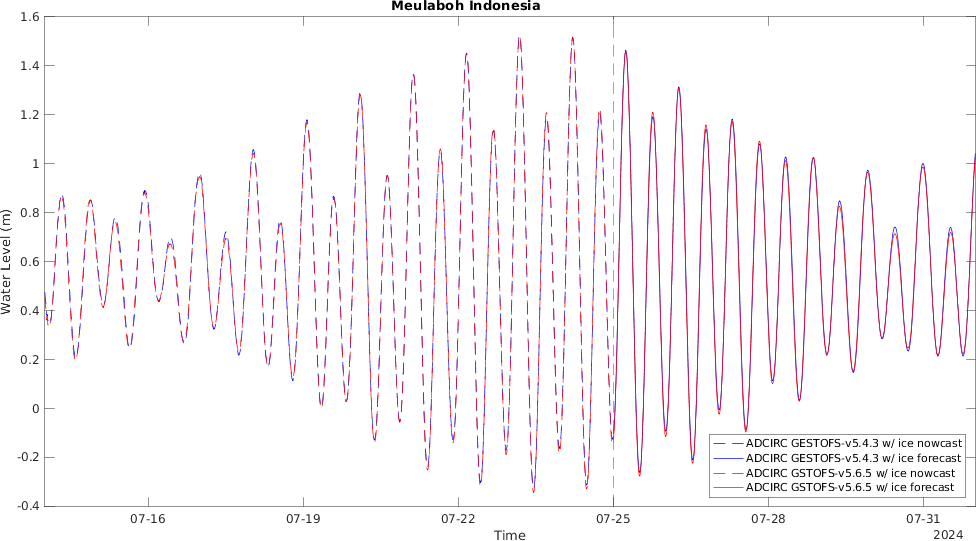 Meulaboh Indonesia
1.6
1.4
1.2
1
0.8
0.6
0.4
0.2
0
-0.2
-0.4
Water Level (m)
07-16 07-19 07-22 07-25 07-28 07-31
Time
2024
ADCIRC GESTOFS-v5.4.3 w/ ice nowcast
ADCIRC GESTOFS-v5.4.3 w/ ice forecast
ADCIRC GSTOFS-v5.6.5 w/ ice nowcast
ADCIRC GSTOFS-v5.6.5 w/ ice forecast